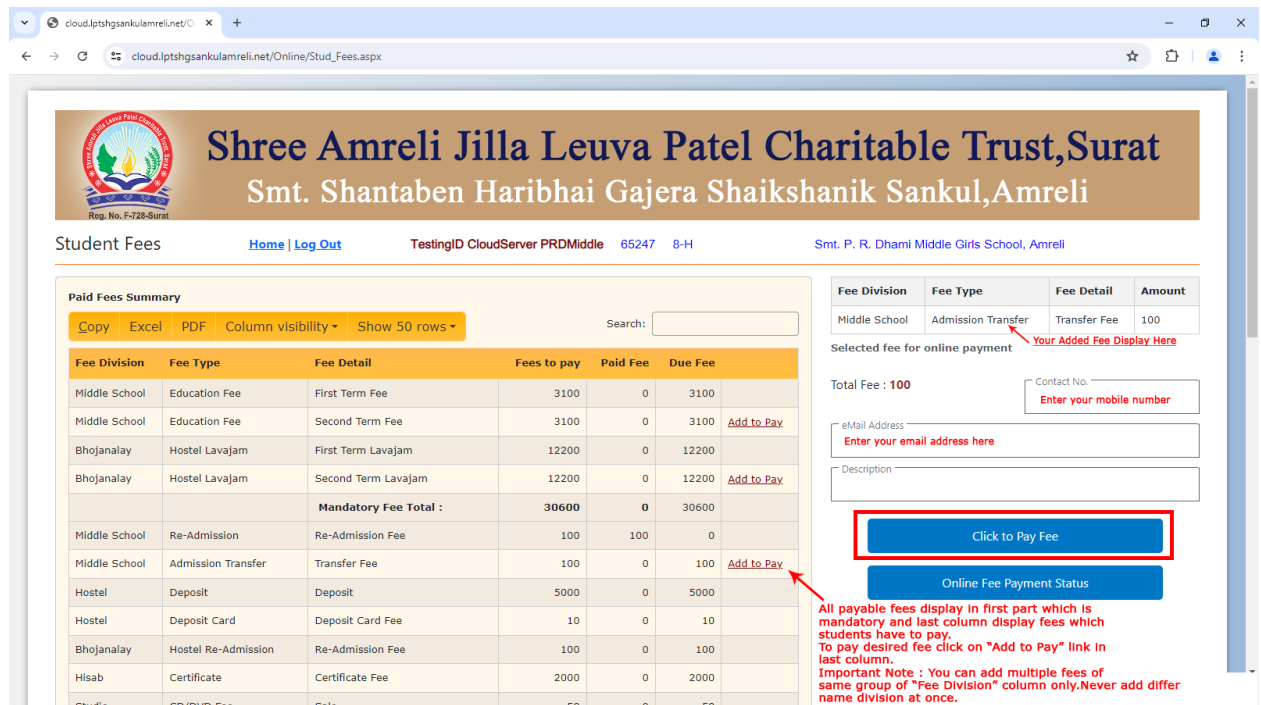 cloud.lptshgsankulamreli.net/O
cloud.lptshgsankulamreli.net/Online/Stud_Fees.aspx
Shree Amreli Jilla Leuva Patel Charitable Trust, Surat
Reg. No. F-728-Surat
Shree Amreli Jilla Leuva Patel Charitable Trust,Surat
Smt. Shantaben Haribhai Gajera Shaikshanik Sankul,Amreli
Student Fees Home | Log Out TestingID CloudServer PRDMiddle 65247 8-H Smt. P. R. Dhami Middle Girls School, Amreli
Paid Fees Summary
Copy Excel PDF Column visibility Show 50 rows Search:
Fee Division Fee Type Fee Detail Fees to pay Paid Fee Due Fee
Middle School Education Fee First Term Fee 3100 0 3100
Middle School Education Fee Second Term Fee 3100 0 3100 Add to Pay
Bhojanalay Hostel Lavajam First Term Lavajam 12200 0 12200
Bhojanalay Hostel Lavajam Second Term Lavajam 12200 0 12200 Add to Pay
Mandatory Fee Total : 30600 0 30600
Middle School Re-Admission Re-Admission Fee 100 100 0
Middle School Admission Transfer Transfer Fee 100 0 100 Add to Pay
Hostel Deposit Deposit 5000 0 5000
Hostel Deposit Card Deposit Card Fee 10 0 10
Bhojanalay Hostel Re-Admission Re-Admission Fee 100 0 100
Hisab Certificate Certificate Fee 2000 0 2000
Fee Division Fee Type Fee Detail Amount
Middle School Admission Transfer Transfer Fee 100
Your Added Fee Display Here
Selected fee for online payment
Total Fee : 100
Contact No.
Enter your mobile number
eMail Address
Enter your email address here
Description
Click to Pay Fee
Online Fee Payment Status
All payable fees display in first part which is
mandatory and last column display fees which
students have to pay.
To pay desired fee click on “Add to Pay” link in
last column.
Important Note : You can add multiple fees of
same group of “Fee Division” column only.Never add differ
name division at once.